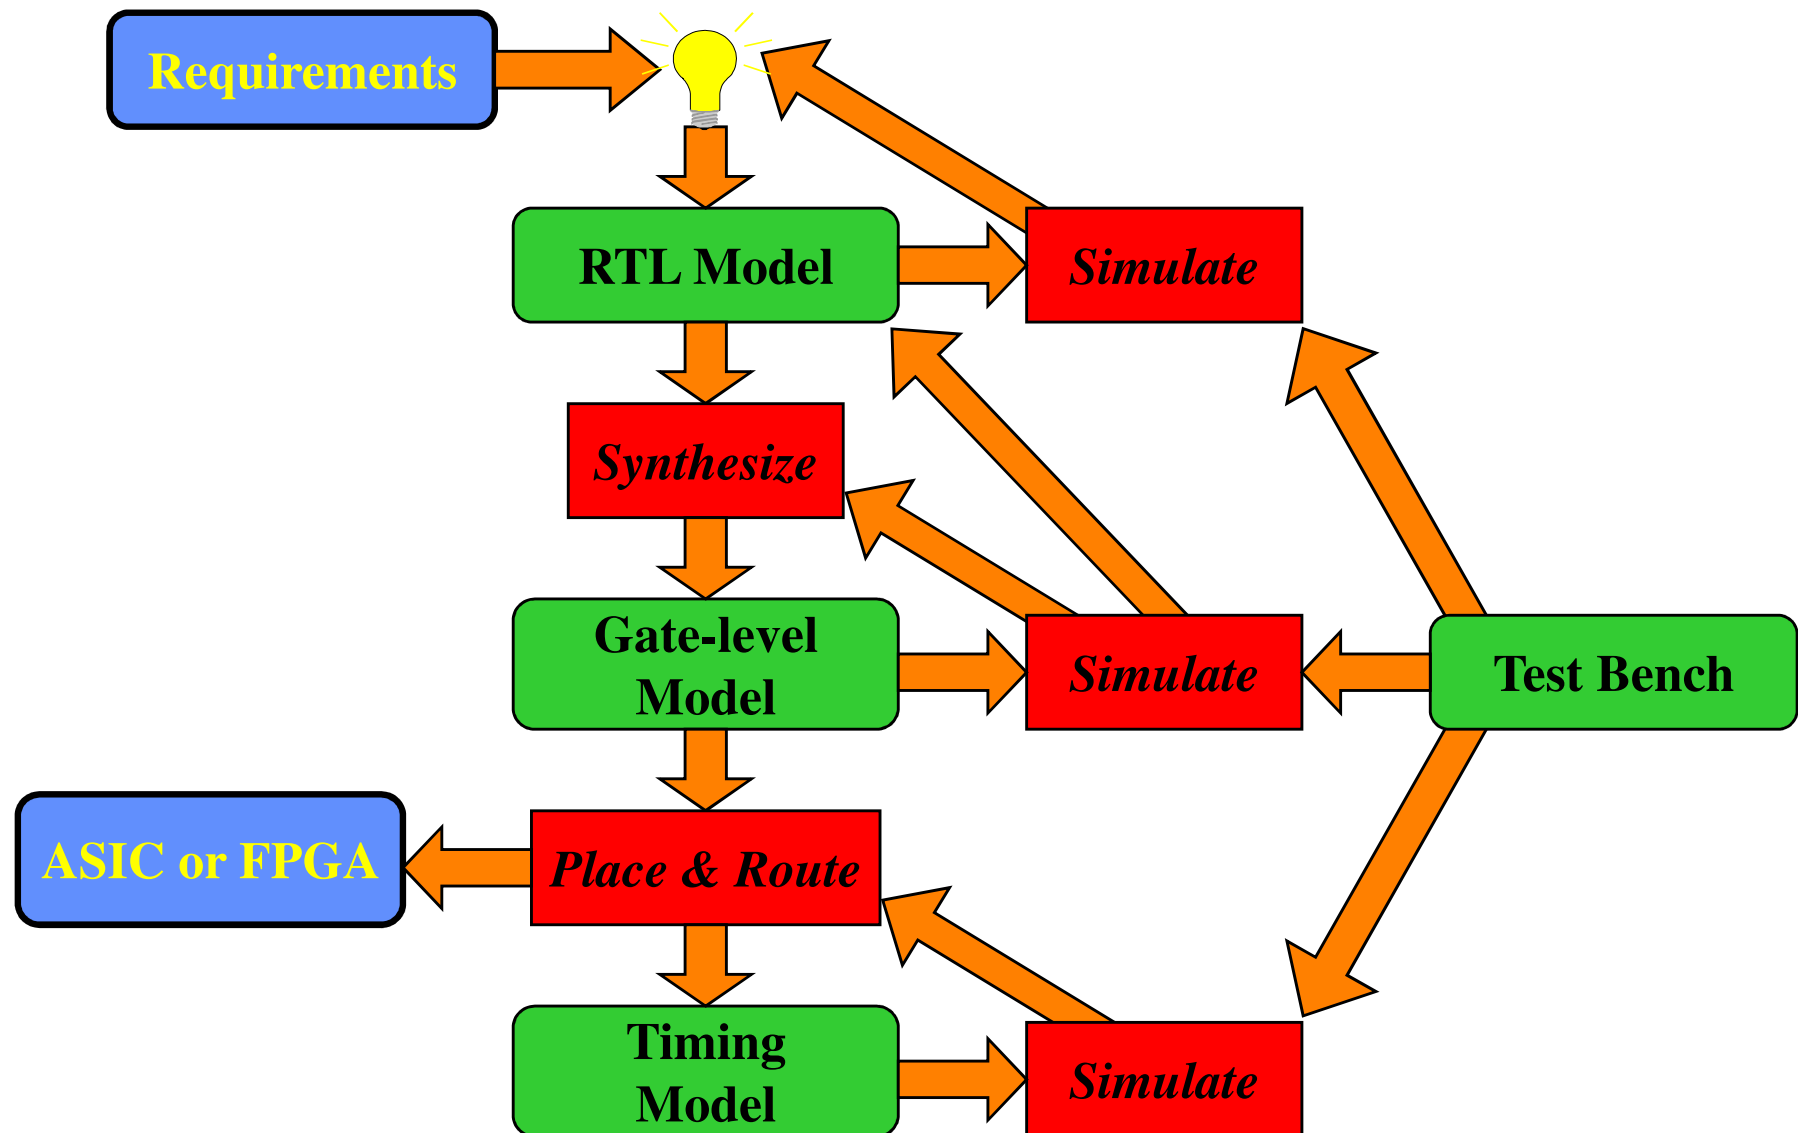 Requirements
RTL Model
Simulate
Synthesize
Gate-level
Model
Simulate
Test Bench
ASIC or FPGA
Place & Route
Timing
Model
Simulate